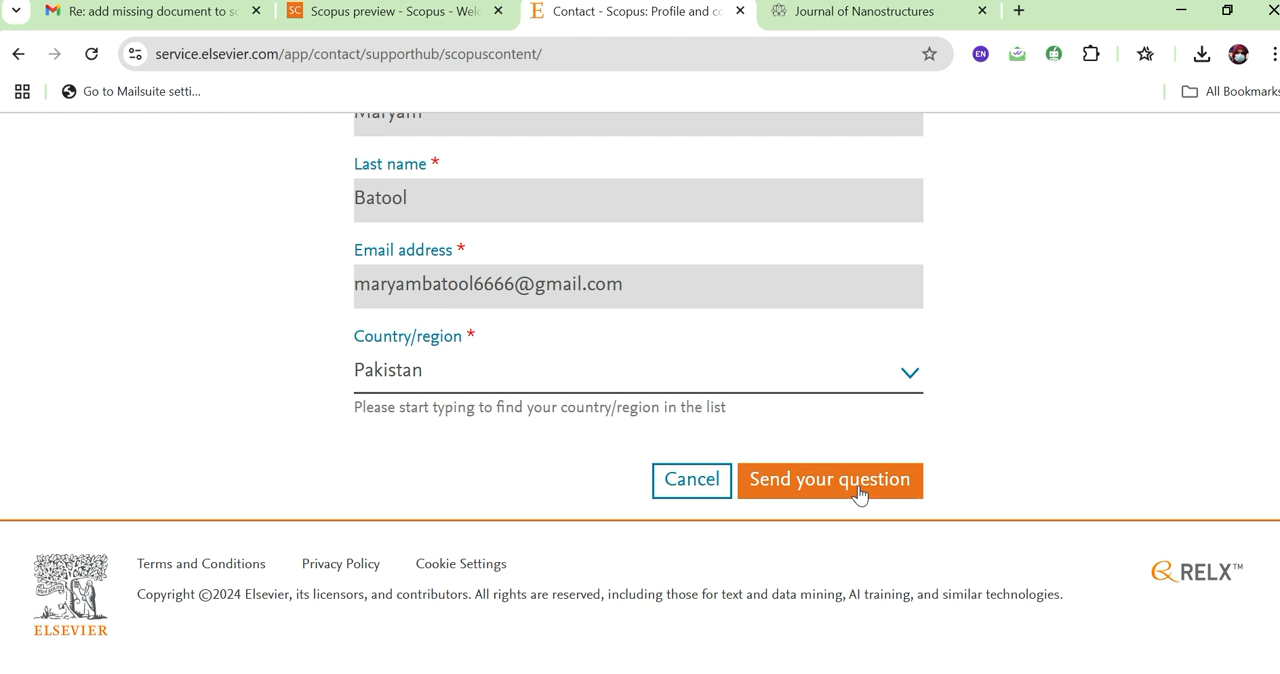 Re: add missing document to sc
SC Scopus preview - Scopus - Wel
Contact - Scopus: Profile and co
Journal of Nanostructures
service.elsevier.com/app/contact/supporthub/scopuscontent/
EN
Go to Mailsuite setti...
All Bookmarks
Maryam
Last name *
Batool
Email address *
maryambatool6666@gmail.com
Country/region *
Pakistan
Please start typing to find your country/region in the list
Cancel
Send your question
Terms and Conditions
Privacy Policy
Cookie Settings
RELX™
Copyright ©2024 Elsevier, its licensors, and contributors. All rights are reserved, including those for text and data mining, AI training, and similar technologies.
ELSEVIER